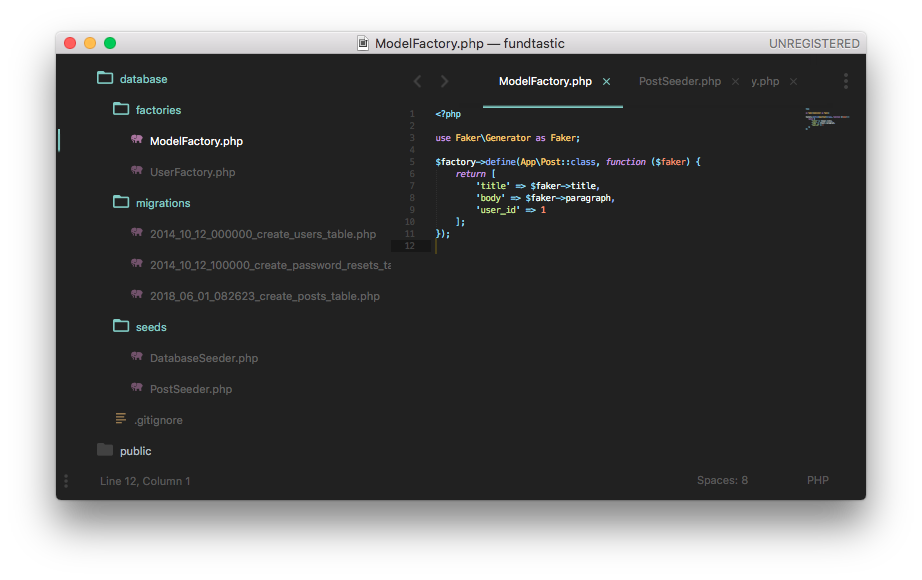 ModelFactory.php — fundtastic
UNREGISTERED
database
factories
ModelFactory.php
UserFactory.php
migrations
2014_10_12_000000_create_users_table.php
2014_10_12_100000_create_password_resets_ta
2018_06_01_082623_create_posts_table.php
seeds
DatabaseSeeder.php
PostSeeder.php
.gitignore
public
ModelFactory.php × PostSeeder.php × y.php ×
1 <?php
2
3 use Faker\Generator as Faker;
4
5 $factory->define(App\Post::class, function ($faker) {
6 return [
7 'title' => $faker->title,
8 'body' => $faker->paragraph,
9 'user_id' => 1
10 ];
11 });
12
Line 12, Column 1
Spaces: 8
PHP